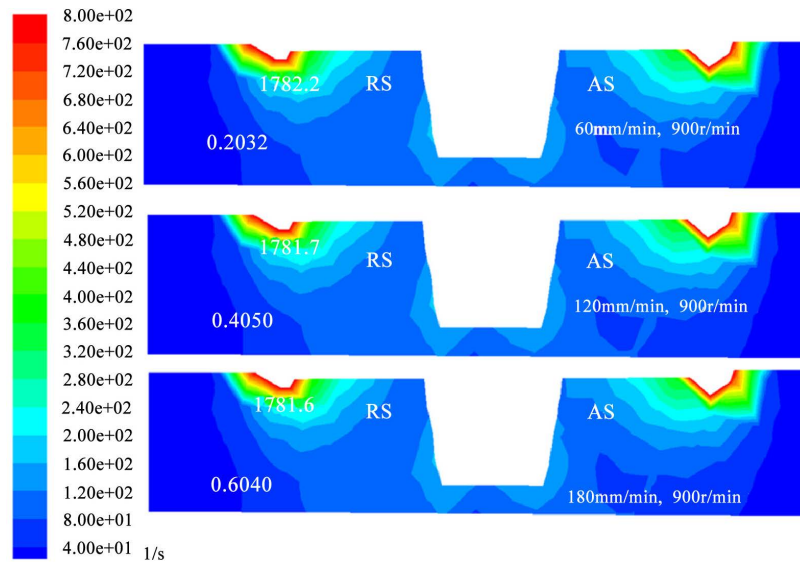 8.00e+02
7.60e+02
7.20e+02
6.80e+02
6.40e+02
6.00e+02
5.60e+02
5.20e+02
4.80e+02
4.40e+02
4.00e+02
3.60e+02
3.20e+02
2.80e+02
2.40e+02
2.00e+02
1.60e+02
1.20e+02
8.00e+01
4.00e+01
1/s
1782.2
RS
AS
0.2032
60mm/min, 900r/min
1781.7
RS
AS
0.4050
120mm/min, 900r/min
1781.6
RS
AS
0.6040
180mm/min, 900r/min